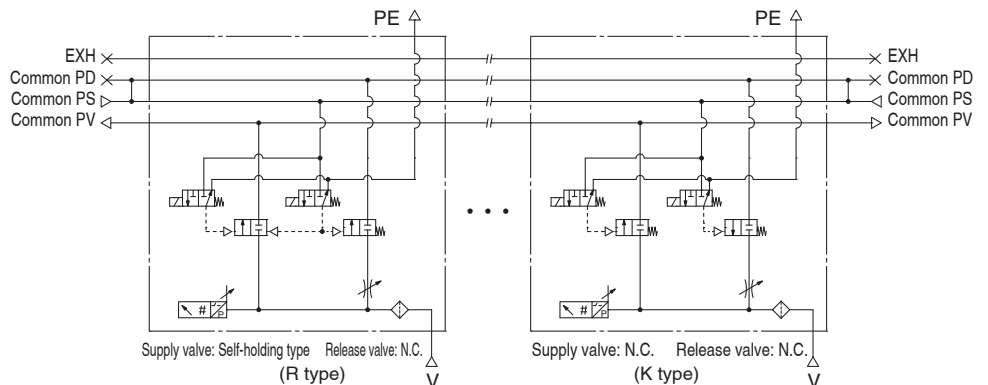 PE PE
EXH EXH
Common PD Common PD
Common PS Common PS
Common PV Common PV
• • •
# P # P
Supply valve: Self-holding type Release valve: N.C. Supply valve: N.C. Release valve: N.C.
(R type) V (K type) V